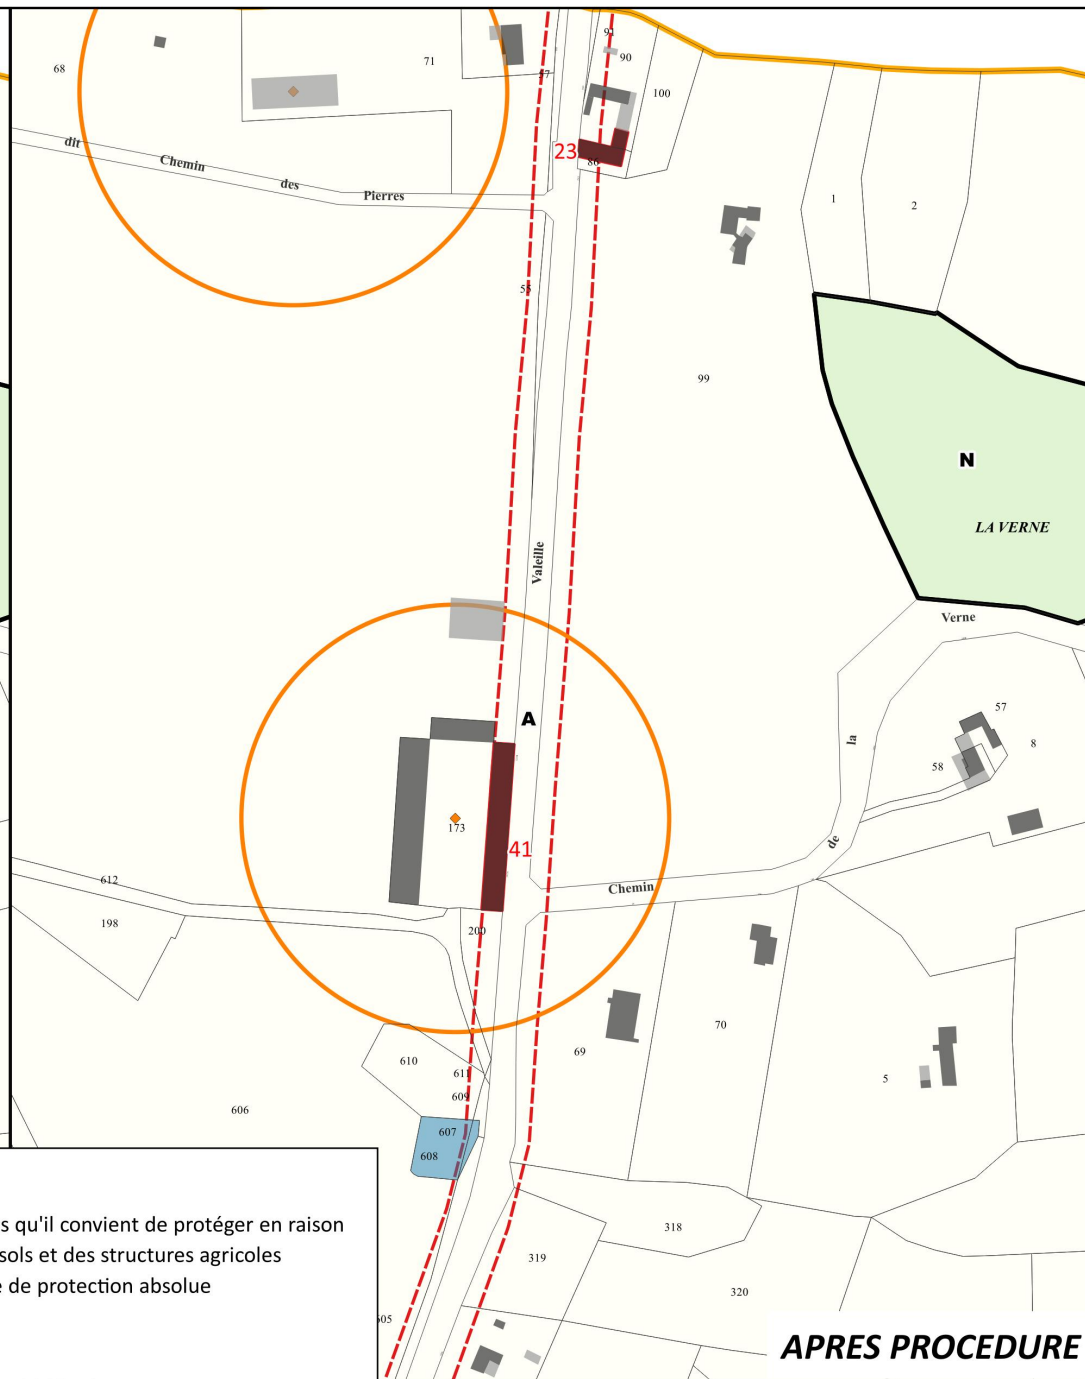 91
90
68
71
57
100
dit
Chemin
des
Pierres
23
86
1
2
55
99
N
LA VERNE
Valeille
Verne
A
57
8
la
58
173
41
de
Chemin
612
198
200
70
69
610
611
5
609
606
607
608
318
319
320
605
s qu'il convient de protéger en raison
sols et des structures agricoles
e de protection absolue
APRES PROCEDURE